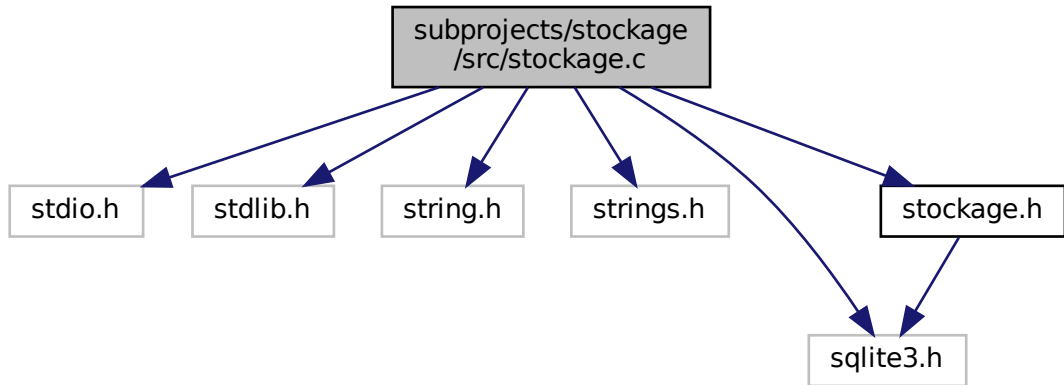 subprojects/stockage
/src/stockage.c
stdio.h
stdlib.h
string.h
strings.h
stockage.h
sqlite3.h